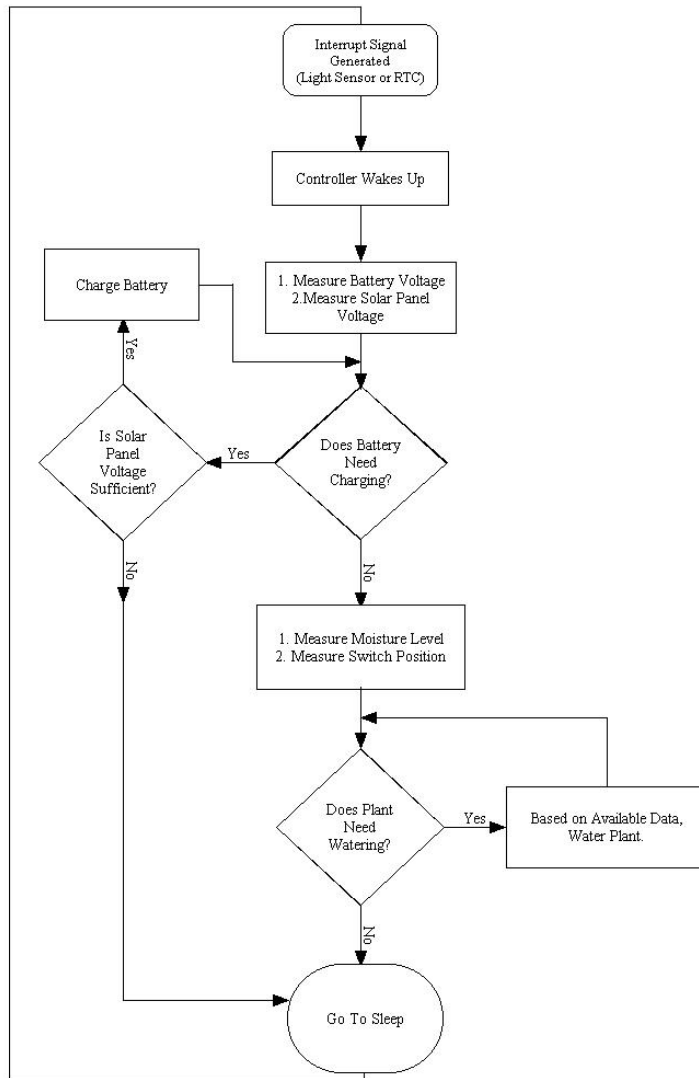 Interrupt Signal
Generated
(Light Sensor or RTC)
Controller Wakes Up
1. Measure Battery Voltage
2.Measure Solar Panel
Voltage
Charge Battery
Yes
Is Solar
Panel
Voltage
Sufficient?
Yes
Does Battery
Need
Charging?
No
No
1. Measure Moisture Level
2. Measure Switch Position
Does Plant
Need
Watering?
Yes
Based on Available Data,
Water Plant.
No
Go To Sleep